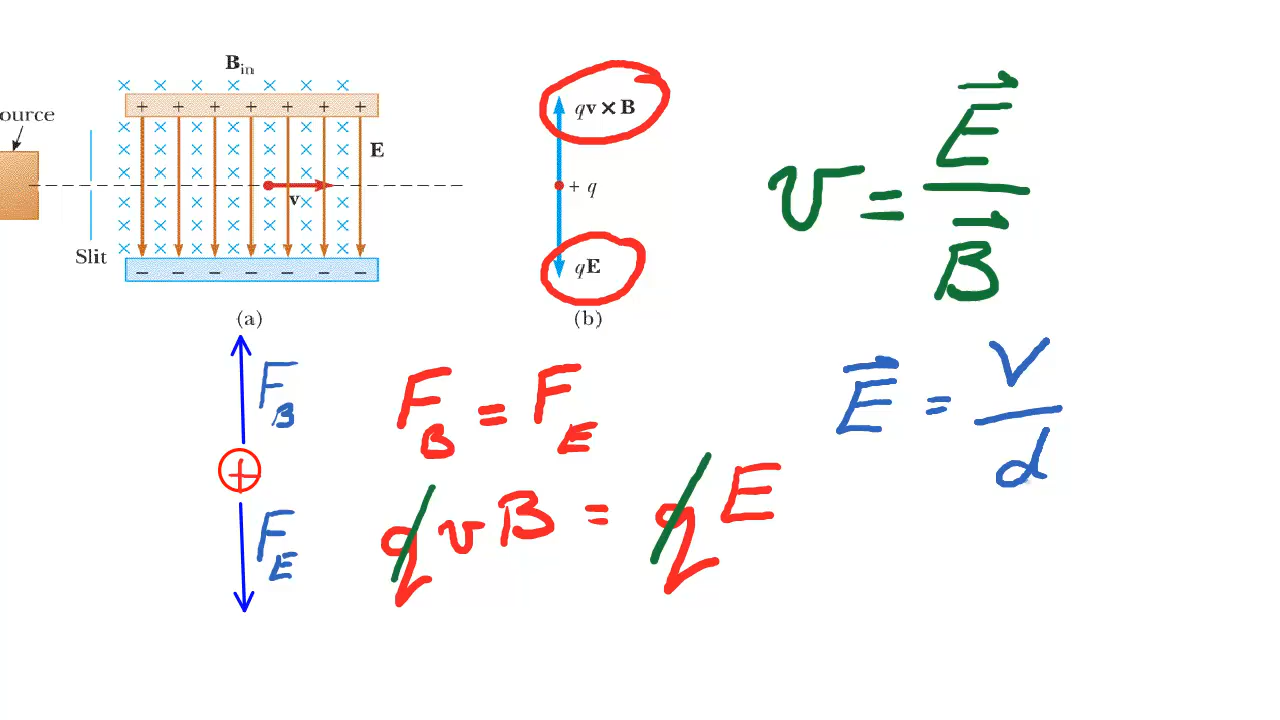 B_in
ource
E
v
Slit
(a)
qv × B
+ q
qE
(b)
v = E⃗ / B⃗
F_B
+
F_E
F_B = F_E
qvB = qE
E⃗ = V / d
× × × × × × ×
+ + + + + + +
× × × × × × ×
× × × × × × ×
× × × × × × ×
× × × × × × ×
× × × × × × ×
× × × × × × ×
− − − − − − −